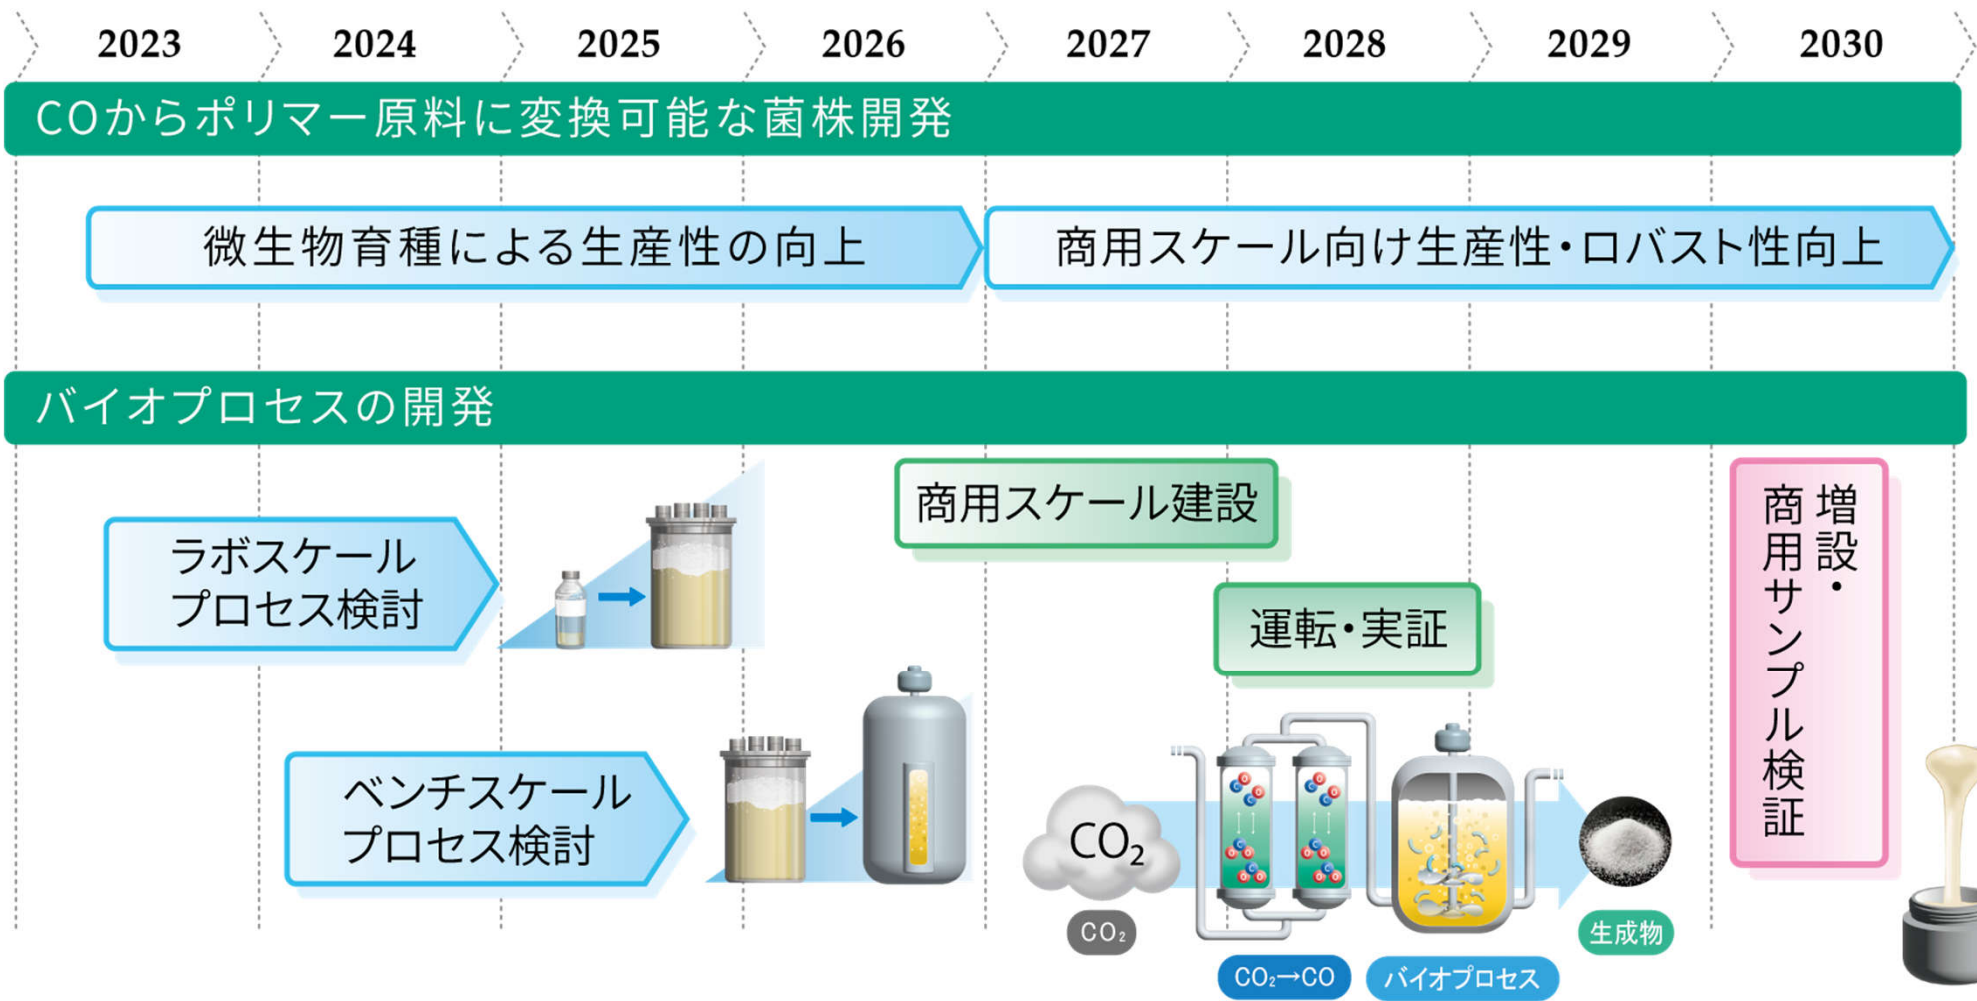 2023 2024 2025 2026 2027 2028 2029 2030
COからポリマー原料に変換可能な菌株開発
微生物育種による生産性の向上
商用スケール向け生産性・ロバスト性向上
バイオプロセスの開発
ラボスケール
プロセス検討
ベンチスケール
プロセス検討
商用スケール建設
運転・実証
増設・
商用サンプル検証
CO₂
CO₂
CO₂→CO
バイオプロセス
生成物